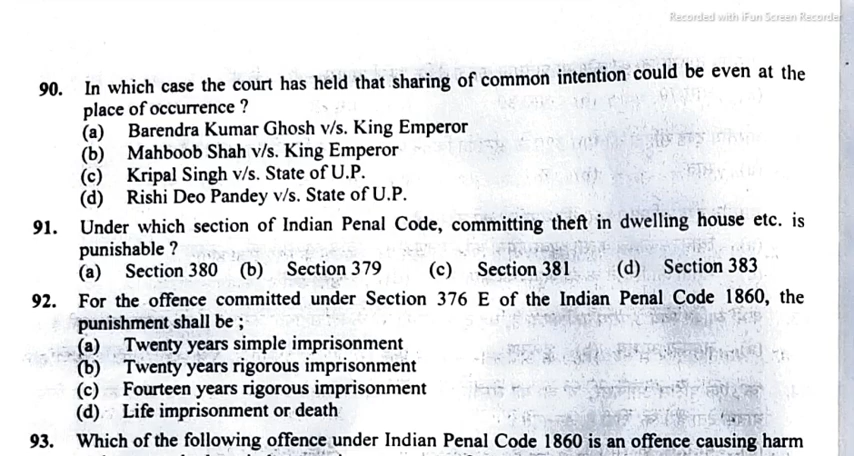 Recorded with iFun Screen Recorder
90. In which case the court has held that sharing of common intention could be even at the
place of occurrence ?
(a) Barendra Kumar Ghosh v/s. King Emperor
(b) Mahboob Shah v/s. King Emperor
(c) Kripal Singh v/s. State of U.P.
(d) Rishi Deo Pandey v/s. State of U.P.
91. Under which section of Indian Penal Code, committing theft in dwelling house etc. is
punishable ?
(a) Section 380 (b) Section 379 (c) Section 381 (d) Section 383
92. For the offence committed under Section 376 E of the Indian Penal Code 1860, the
punishment shall be ;
(a) Twenty years simple imprisonment
(b) Twenty years rigorous imprisonment
(c) Fourteen years rigorous imprisonment
(d) Life imprisonment or death
93. Which of the following offence under Indian Penal Code 1860 is an offence causing harm